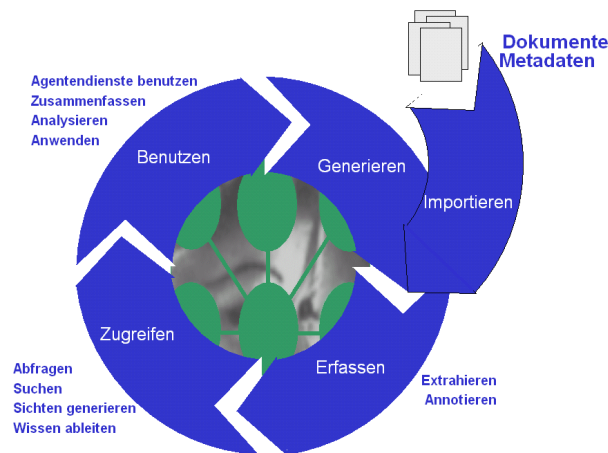 Dokumente
Metadaten
Agentendienste benutzen
Zusammenfassen
Analysieren
Anwenden
Benutzen
Generieren
Importieren
Zugreifen
Erfassen
Abfragen
Suchen
Sichten generieren
Wissen ableiten
Extrahieren
Annotieren